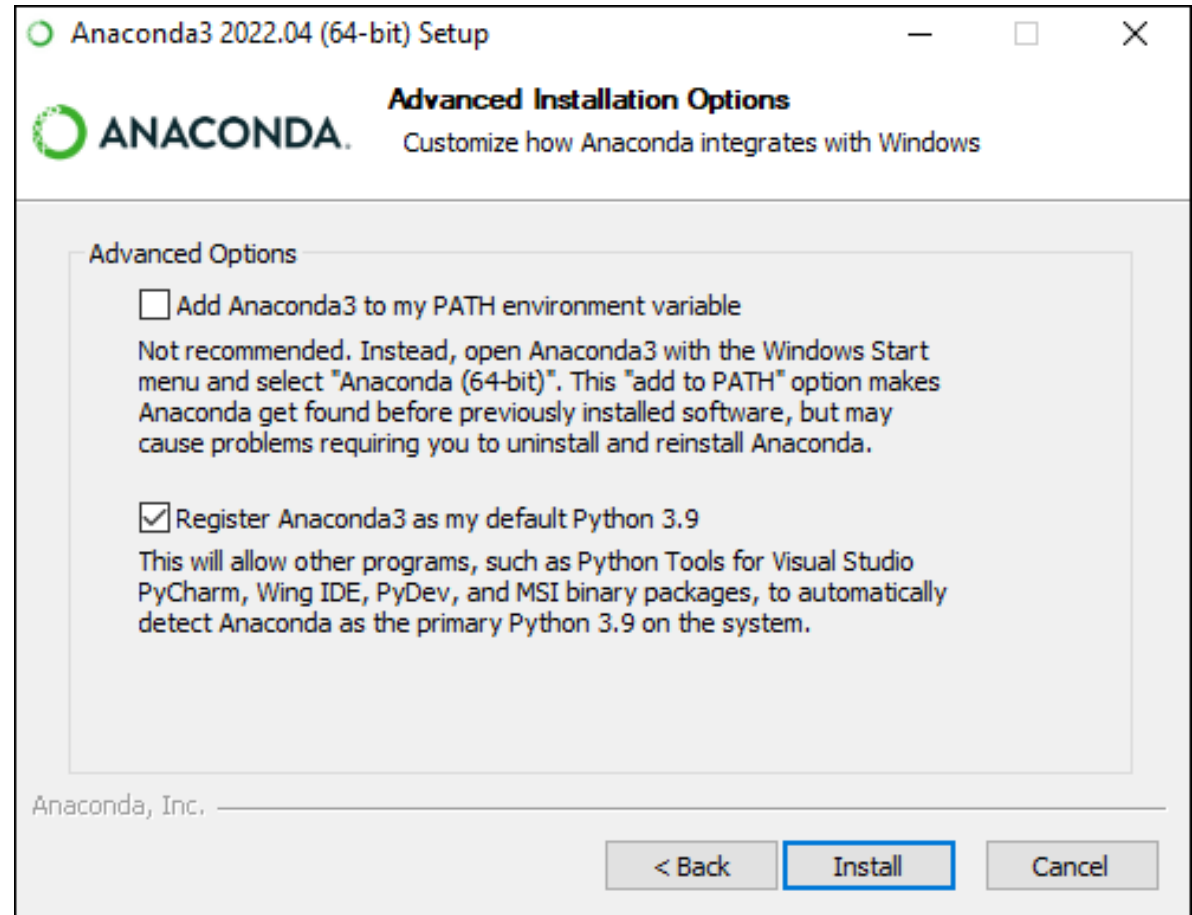 Anaconda3 2022.04 (64-bit) Setup
ANACONDA.
Advanced Installation Options
Customize how Anaconda integrates with Windows
Advanced Options
Add Anaconda3 to my PATH environment variable
Not recommended. Instead, open Anaconda3 with the Windows Start
menu and select "Anaconda (64-bit)". This "add to PATH" option makes
Anaconda get found before previously installed software, but may
cause problems requiring you to uninstall and reinstall Anaconda.
Register Anaconda3 as my default Python 3.9
This will allow other programs, such as Python Tools for Visual Studio
PyCharm, Wing IDE, PyDev, and MSI binary packages, to automatically
detect Anaconda as the primary Python 3.9 on the system.
Anaconda, Inc.
< Back
Install
Cancel